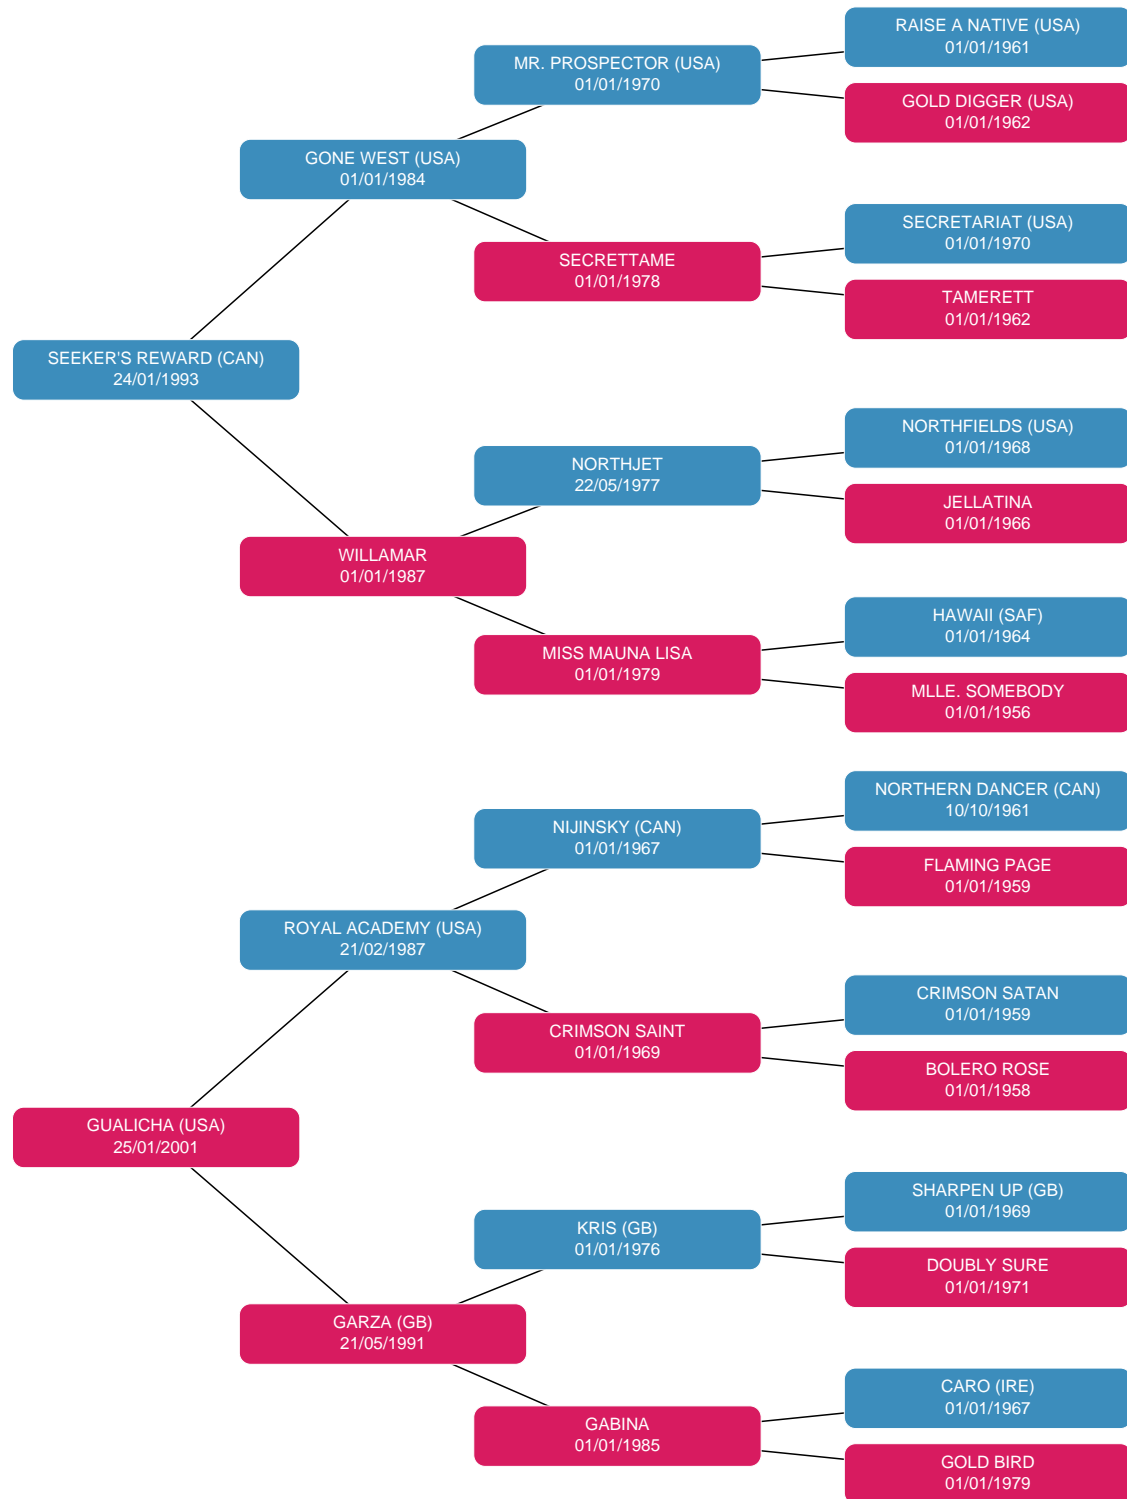 RAISE A NATIVE (USA)
01/01/1961
MR. PROSPECTOR (USA)
01/01/1970
GOLD DIGGER (USA)
01/01/1962
GONE WEST (USA)
01/01/1984
SECRETARIAT (USA)
01/01/1970
SECRETTAME
01/01/1978
TAMERETT
01/01/1962
SEEKER'S REWARD (CAN)
24/01/1993
NORTHFIELDS (USA)
01/01/1968
NORTHJET
22/05/1977
JELLATINA
01/01/1966
WILLAMAR
01/01/1987
HAWAII (SAF)
01/01/1964
MISS MAUNA LISA
01/01/1979
MLLE. SOMEBODY
01/01/1956
NORTHERN DANCER (CAN)
10/10/1961
NIJINSKY (CAN)
01/01/1967
FLAMING PAGE
01/01/1959
ROYAL ACADEMY (USA)
21/02/1987
CRIMSON SATAN
01/01/1959
CRIMSON SAINT
01/01/1969
BOLERO ROSE
01/01/1958
GUALICHA (USA)
25/01/2001
SHARPEN UP (GB)
01/01/1969
KRIS (GB)
01/01/1976
DOUBLY SURE
01/01/1971
GARZA (GB)
21/05/1991
CARO (IRE)
01/01/1967
GABINA
01/01/1985
GOLD BIRD
01/01/1979